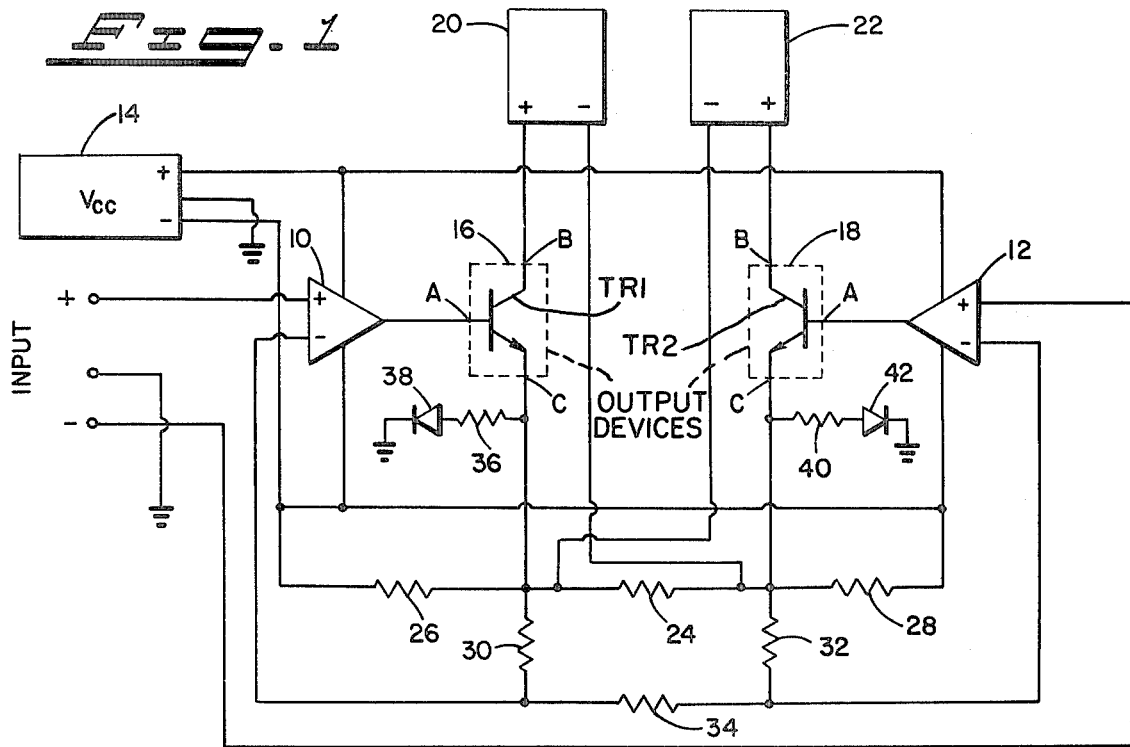 Fig. 1
20
22
+ -
- +
14
VCC
+
-
16
B
B
18
10
12
+
-
A
TR1
A
+
-
TR2
+
INPUT
-
38
36
C
OUTPUT
DEVICES
C
42
40
26
24
28
30
32
34